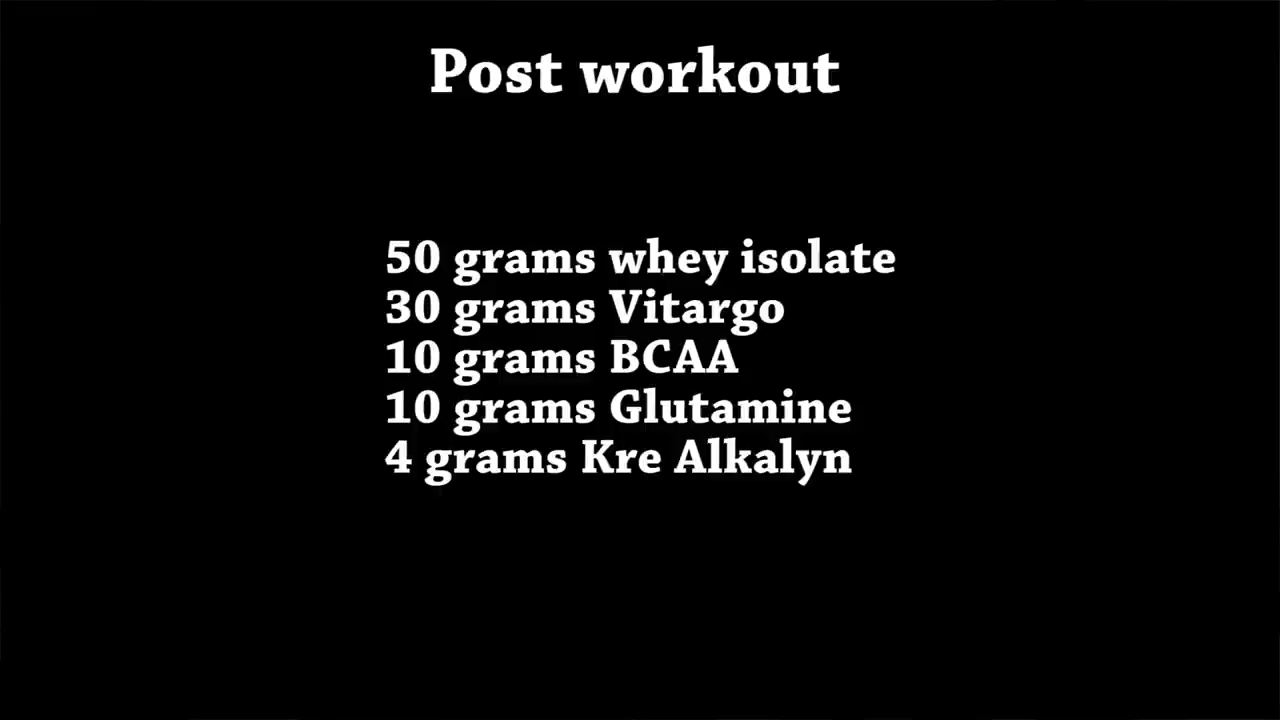 Post workout
50 grams whey isolate
30 grams Vitargo
10 grams BCAA
10 grams Glutamine
4 grams Kre Alkalyn